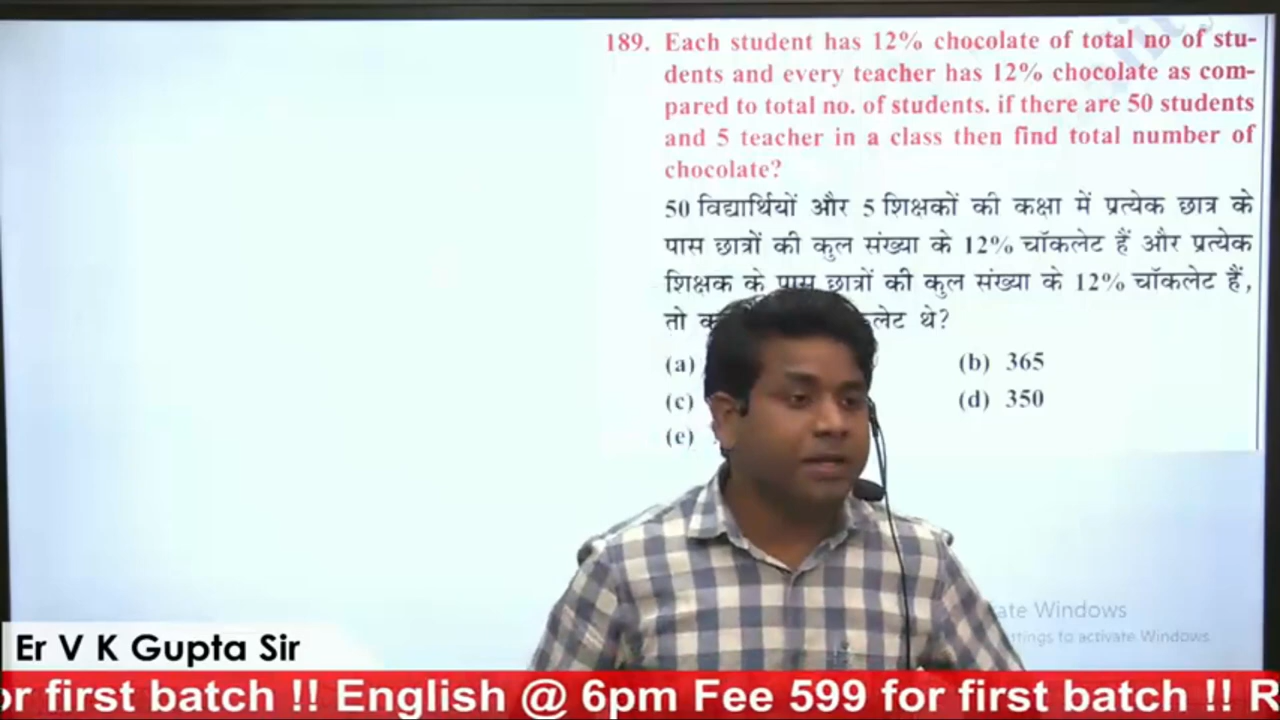 189. Each student has 12% chocolate of total no of stu-
dents and every teacher has 12% chocolate as com-
pared to total no. of students. if there are 50 students
and 5 teacher in a class then find total number of
chocolate?
50 विद्यार्थियों और 5 शिक्षकों की कक्षा में प्रत्येक छात्र के
पास छात्रों की कुल संख्या के 12% चॉकलेट हैं और प्रत्येक
शिक्षक के पास छात्रों की कुल संख्या के 12% चॉकलेट हैं,
तो थे?
(a) (b) 365
(c) (d) 350
(e)
Windows
to activate Windows.
Er V K Gupta Sir
or first batch !! English @ 6pm Fee 599 for first batch !! R